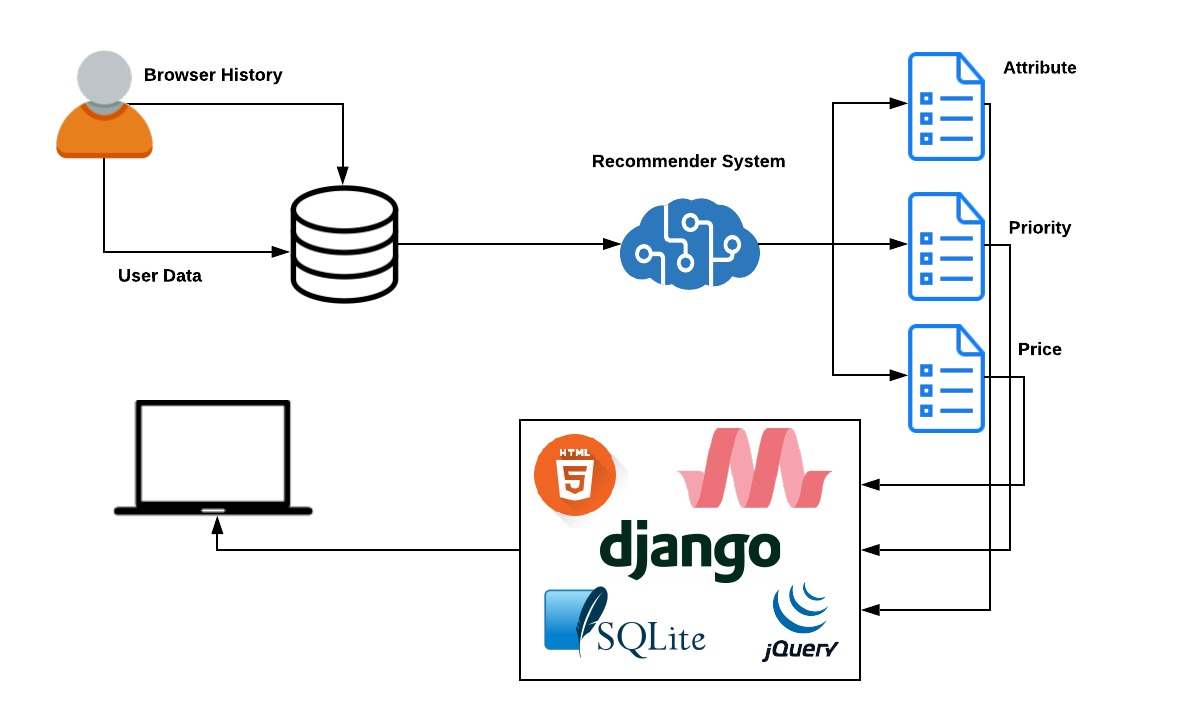 Browser History
Attribute
Recommender System
Priority
User Data
Price
HTML
5
django
SQLite
jQuery